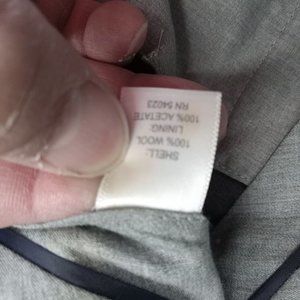 SHELL:
100% WOOL
LINING:
100% ACETATE
RN 54023